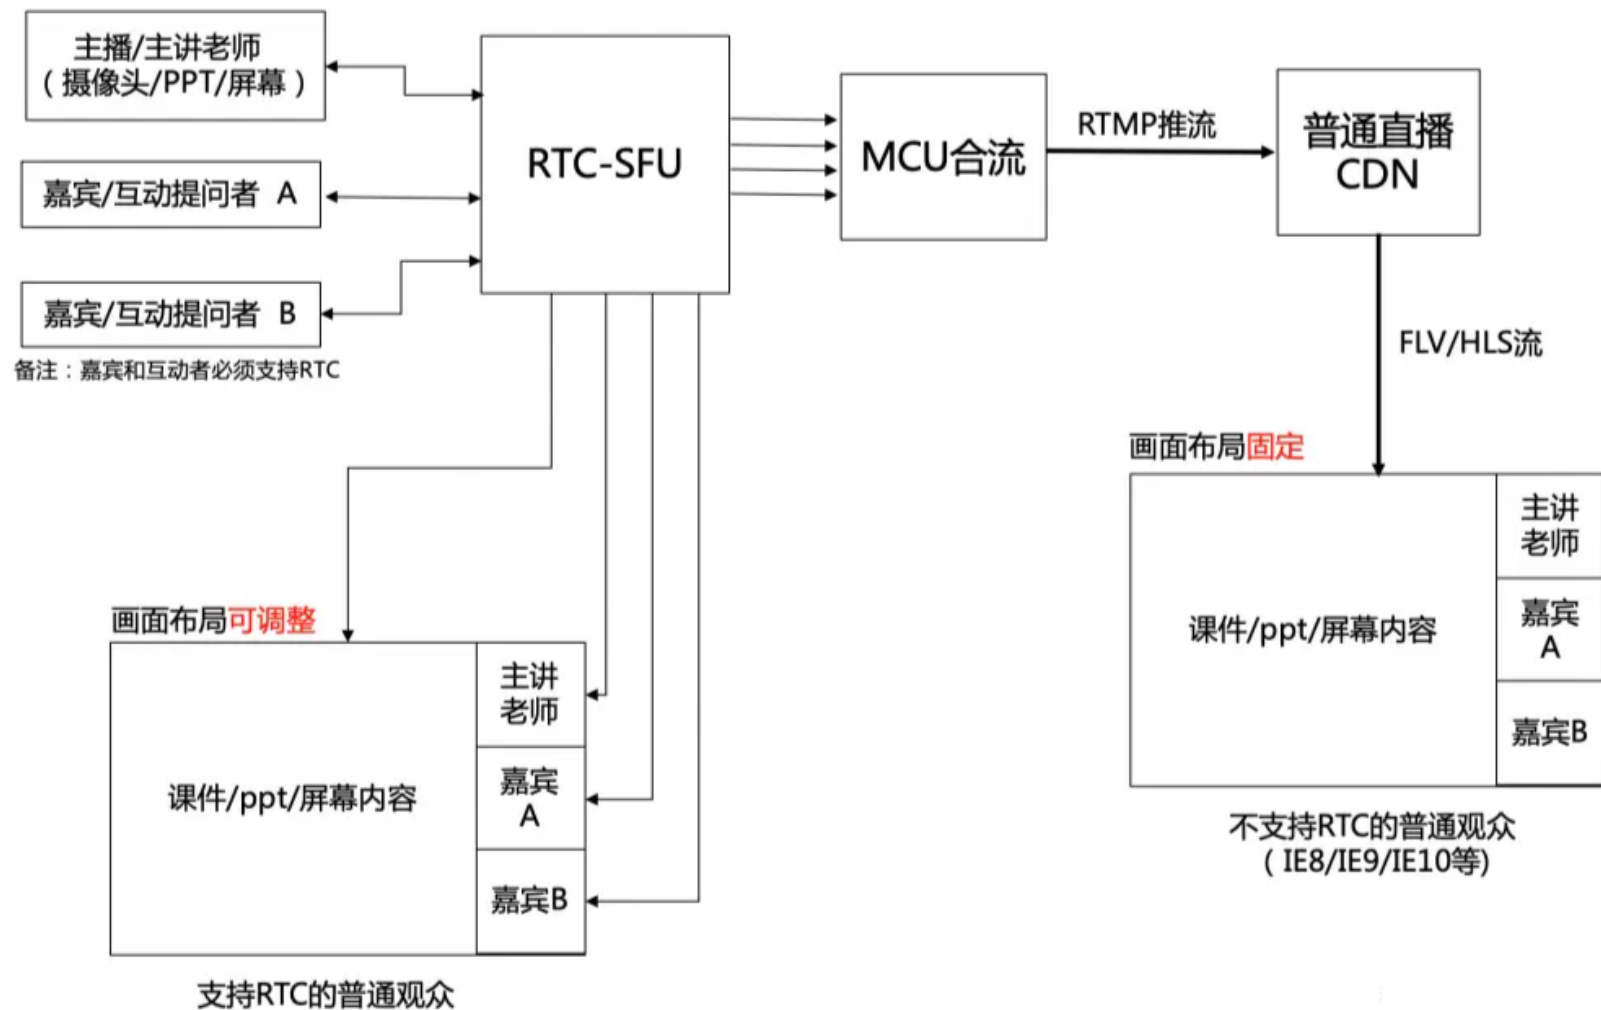 主播/主讲老师
（摄像头/PPT/屏幕）
嘉宾/互动提问者 A
嘉宾/互动提问者 B
备注：嘉宾和互动者必须支持RTC
RTC-SFU
MCU合流
RTMP推流
普通直播
CDN
FLV/HLS流
画面布局固定
课件/ppt/屏幕内容
主讲
老师
嘉宾
A
嘉宾B
不支持RTC的普通观众
（IE8/IE9/IE10等)
画面布局可调整
课件/ppt/屏幕内容
主讲
老师
嘉宾
A
嘉宾B
支持RTC的普通观众